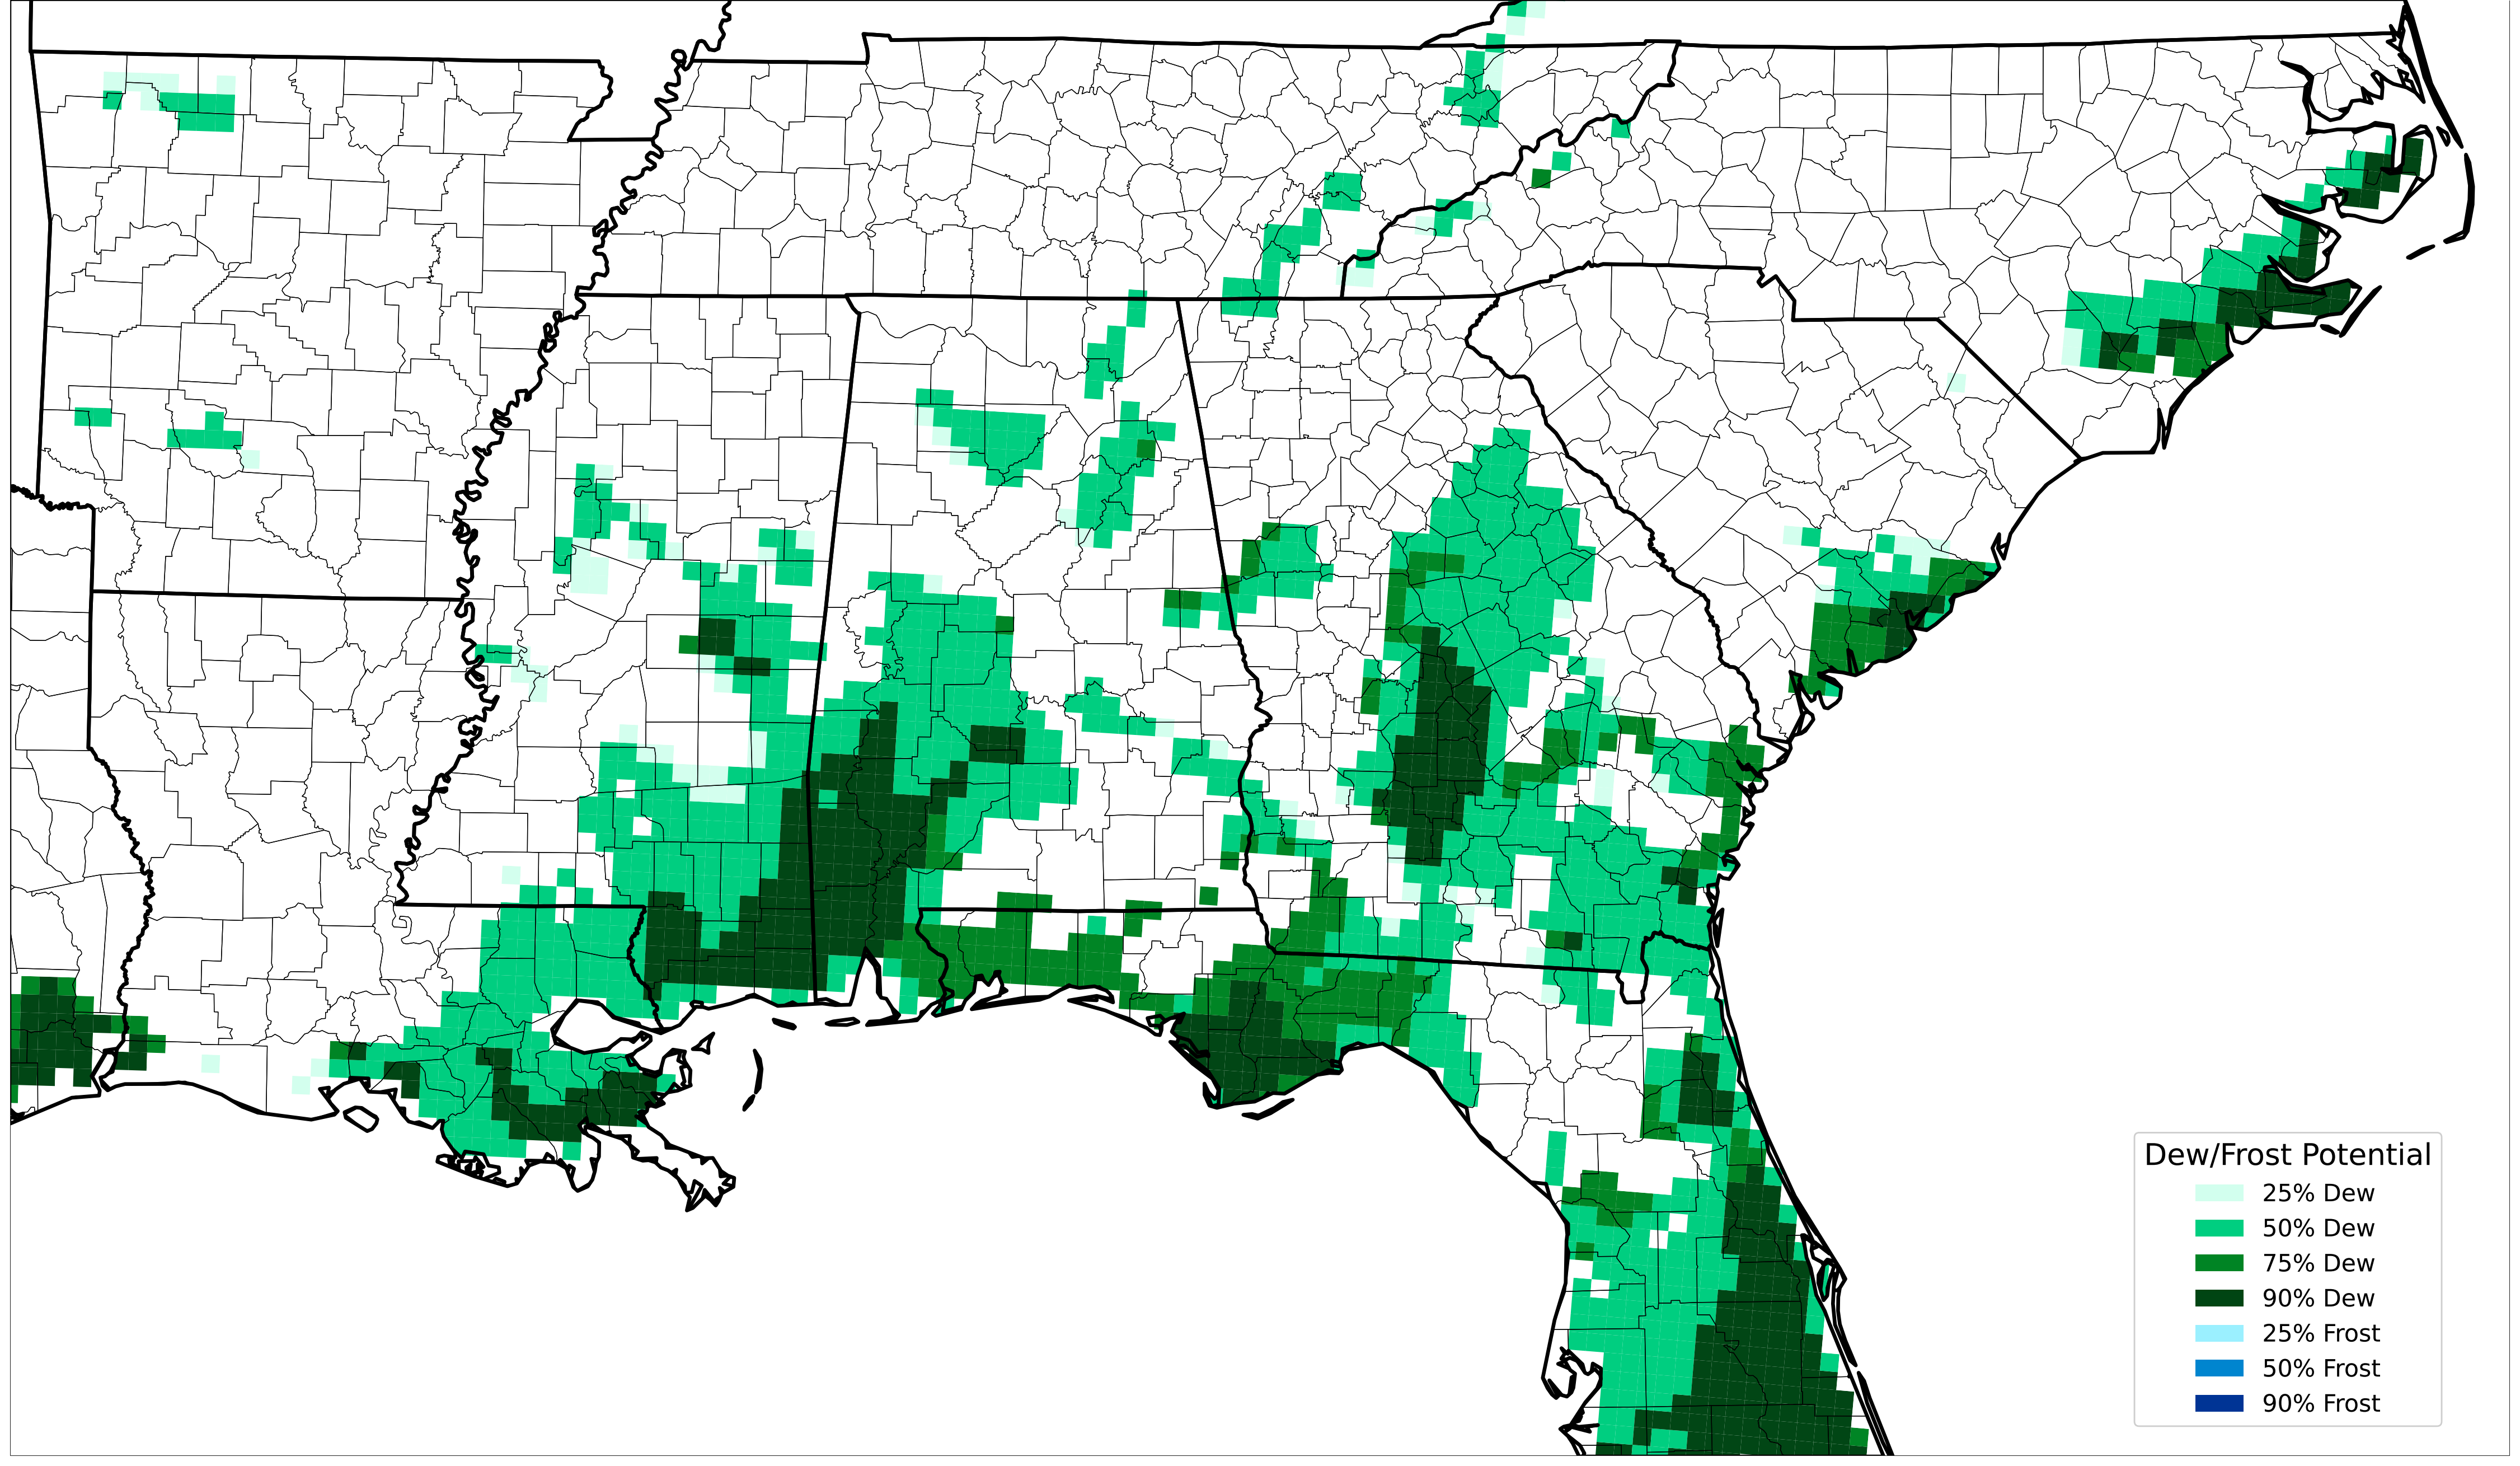 Dew/Frost Potential
25% Dew
50% Dew
75% Dew
90% Dew
25% Frost
50% Frost
90% Frost